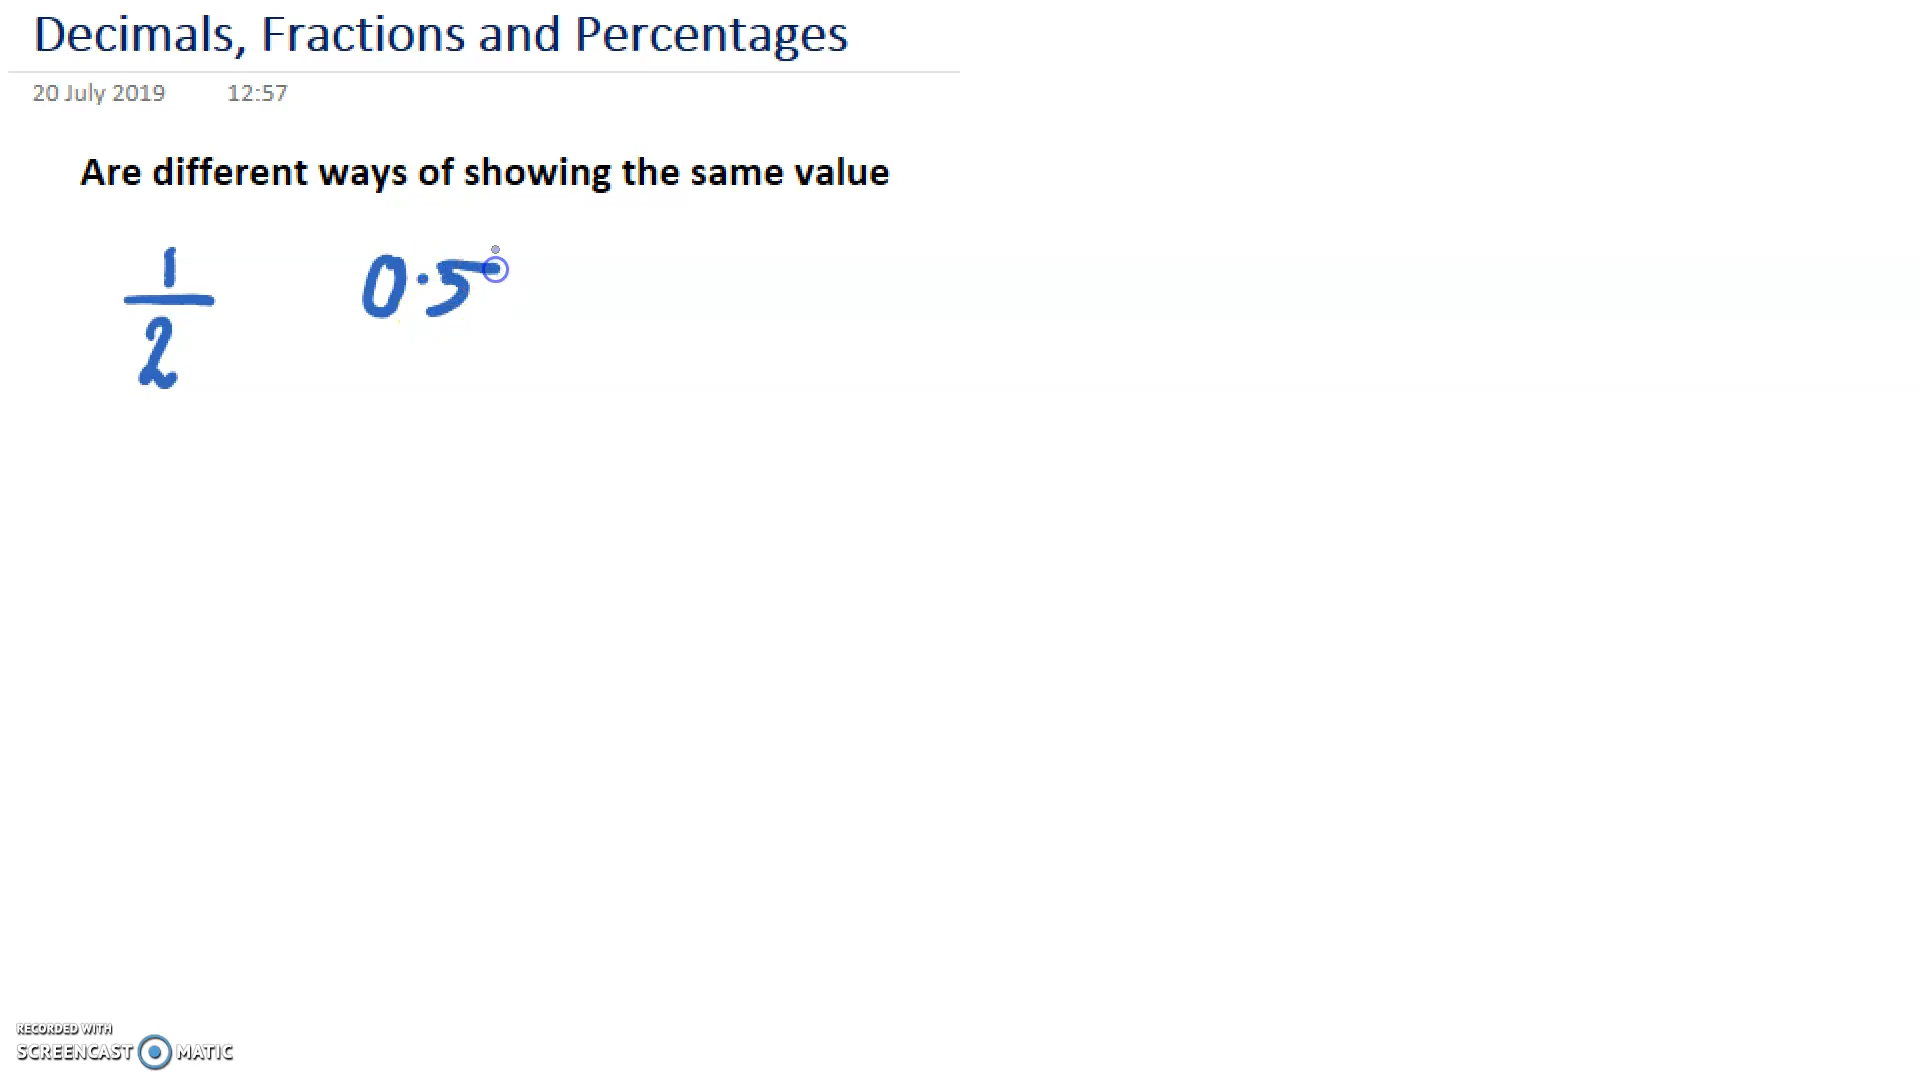 Decimals, Fractions and Percentages
20 July 2019 12:57
Are different ways of showing the same value
1/2 0.5
RECORDED WITH
SCREENCAST MATIC